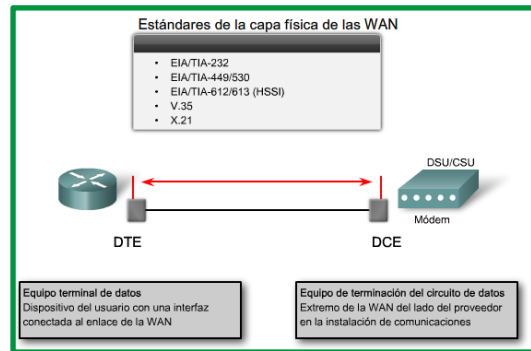 Estándares de la capa física de las WAN
• EIA/TIA-232
• EIA/TIA-449/530
• EIA/TIA-612/613 (HSSI)
• V.35
• X.21
DSU/CSU
Módem
DTE
DCE
Equipo terminal de datos
Dispositivo del usuario con una interfaz
conectada al enlace de la WAN
Equipo de terminación del circuito de datos
Extremo de la WAN del lado del proveedor
en la instalación de comunicaciones